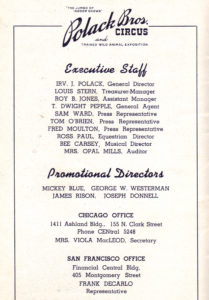 "THE JUMBO OF
INDOOR SHOWS"
Polack Bros.
CIRCUS
and
TRAINED WILD ANIMAL EXPOSITION
Executive Staff
IRV. J. POLACK, General Director
LOUIS STERN, Treasurer-Manager
ROY B. JONES, Assistant Manager
T. DWIGHT PEPPLE, General Agent
SAM WARD, Press Representative
TOM O'BRIEN, Press Representative
FRED MOULTON, Press Representative
ROSS PAUL, Equestrian Director
BEE CARSEY, Musical Director
MRS. OPAL MILLS, Auditor
Promotional Directors
MICKEY BLUE, GEORGE W. WESTERMAN
JAMES RISON, JOSEPH DONNELL
CHICAGO OFFICE
1411 Ashland Bldg., 155 N. Clark Street
Phone CENtral 5248
MRS. VIOLA MacLEOD, Secretary
SAN FRANCISCO OFFICE
Financial Central Bldg.
405 Montgomery Street
FRANK DECARLO
Representative